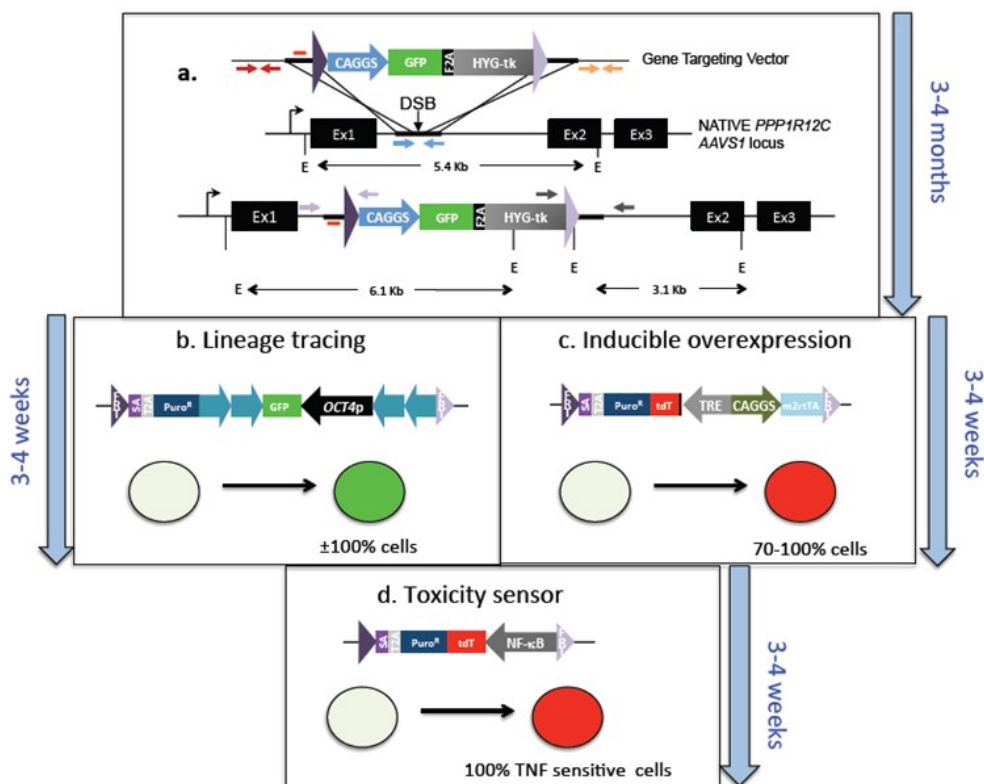 a.
CAGGS GFP F2A HYG-tk
Gene Targeting Vector
DSB
Ex1 Ex2 Ex3
NATIVE PPP1R12C
AAVS1 locus
E E
5.4 Kb
Ex1 CAGGS GFP F2A HYG-tk Ex2 Ex3
E E E E
6.1 Kb 3.1 Kb
3-4 months
b. Lineage tracing
SA T2A Puroᴿ GFP OCT4p
±100% cells
3-4 weeks
c. Inducible overexpression
SA T2A Puroᴿ tdT TRE CAGGS m2rtTA
70-100% cells
3-4 weeks
d. Toxicity sensor
SA T2A Puroᴿ tdT NF-κB
100% TNF sensitive cells
3-4 weeks